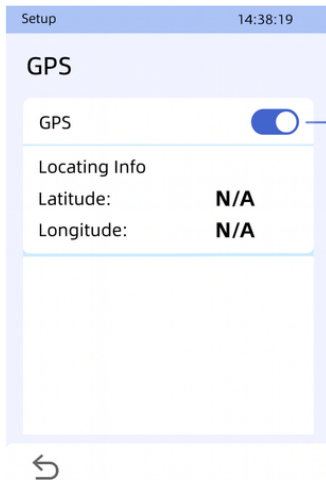 Setup 14:38:19
GPS
GPS
Locating Info
Latitude: N/A
Longitude: N/A